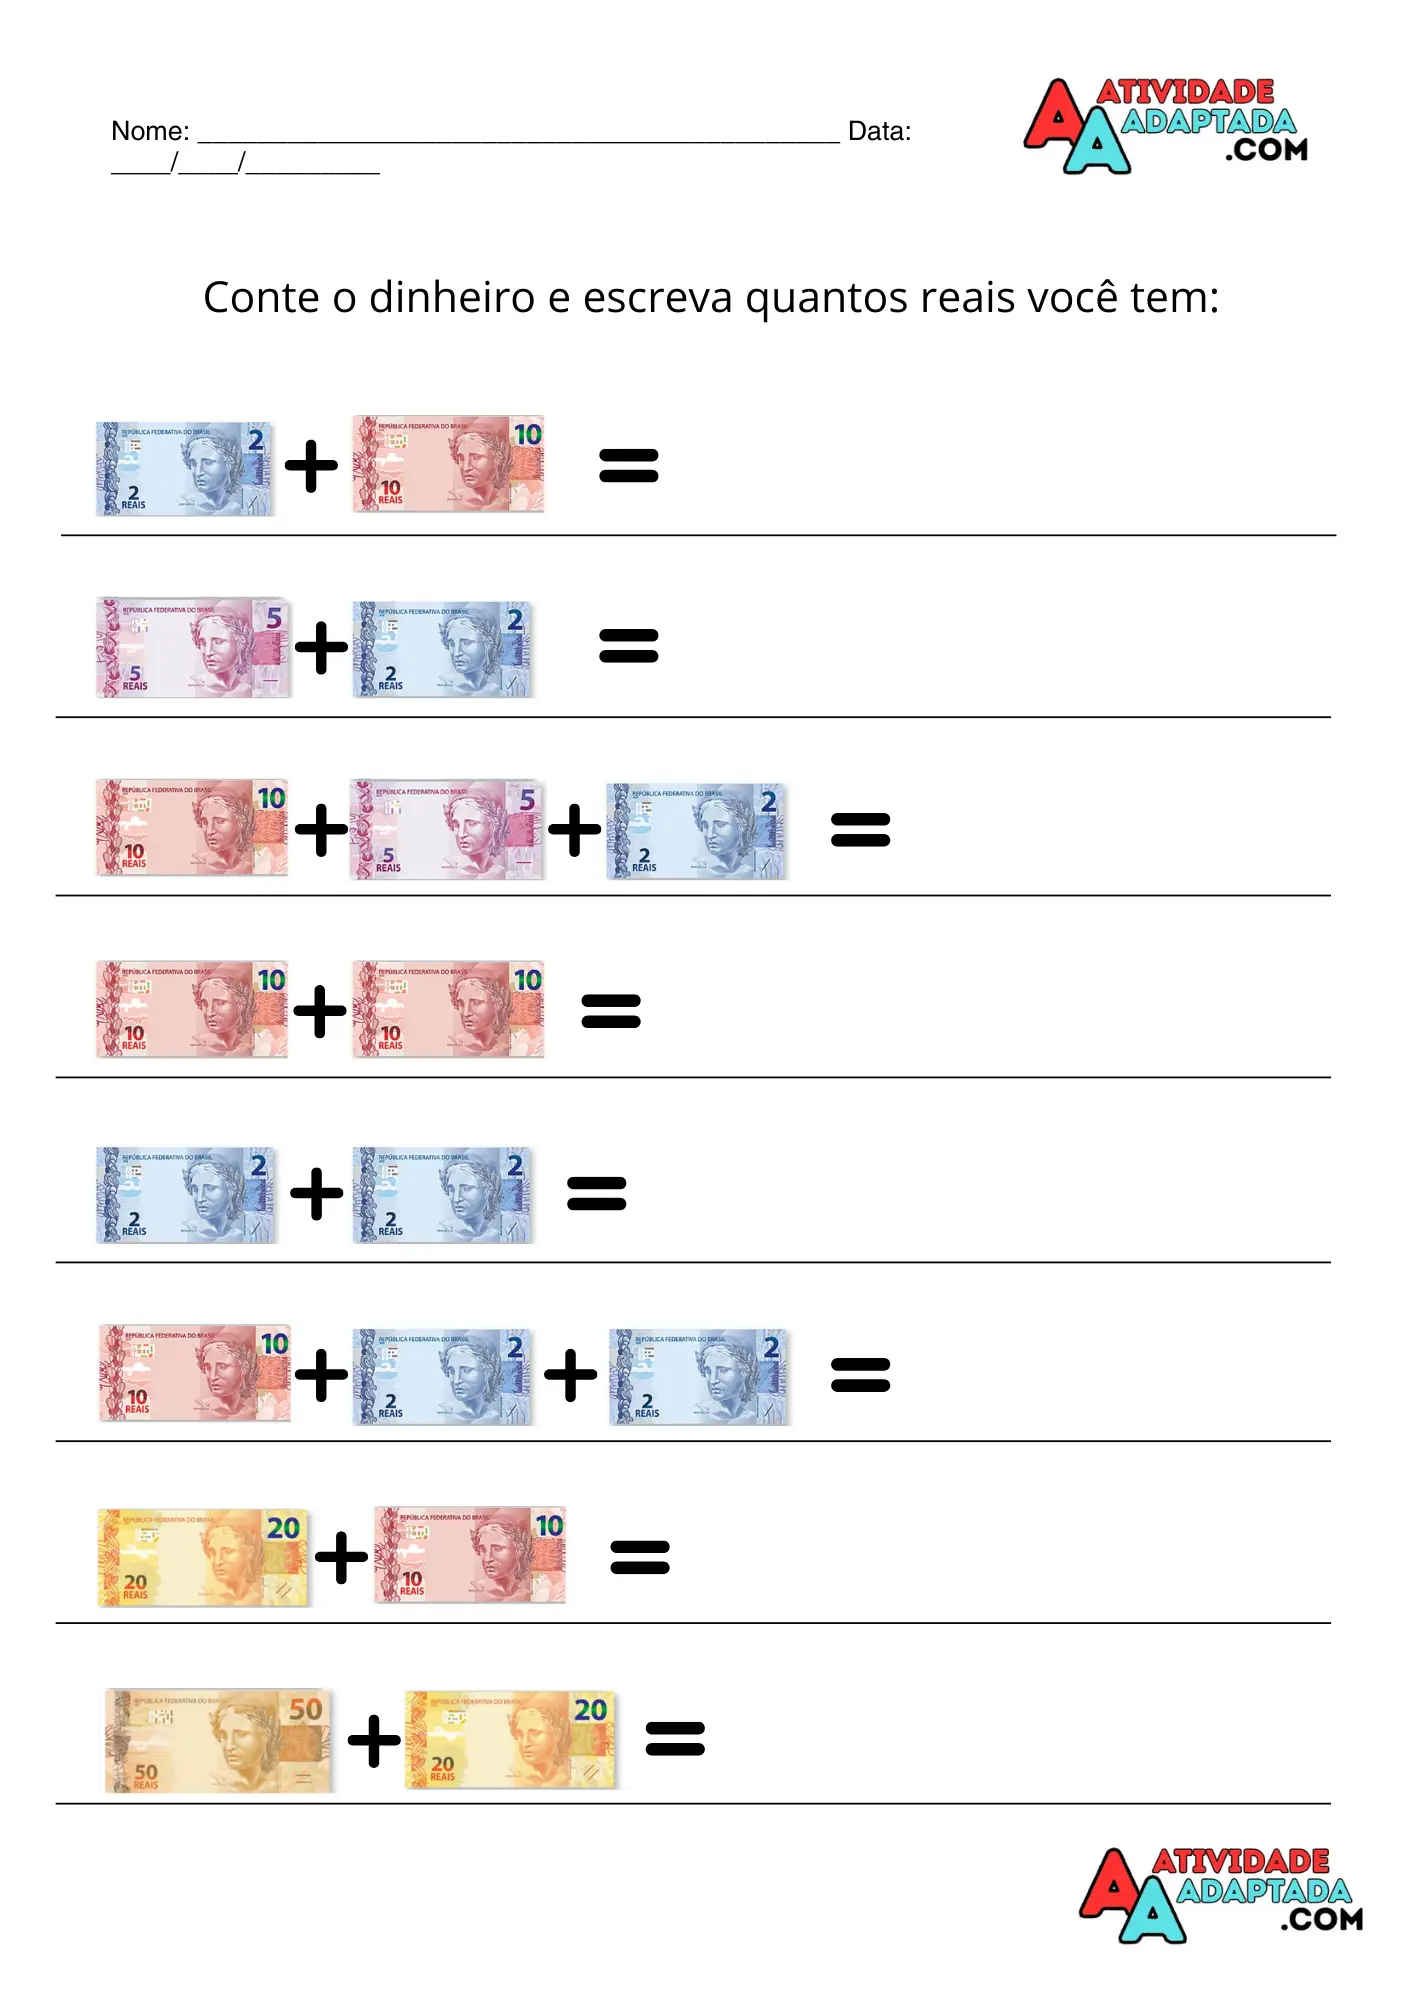 Nome: ___________________________________________ Data:
____/____/_________
ATIVIDADE
ADAPTADA
.COM
Conte o dinheiro e escreva quantos reais você tem:
REPÚBLICA FEDERATIVA DO BRASIL 2 + REPÚBLICA FEDERATIVA DO BRASIL 10 =
2 REAIS 10 REAIS
REPÚBLICA FEDERATIVA DO BRASIL 5 + REPÚBLICA FEDERATIVA DO BRASIL 2 =
5 REAIS 2 REAIS
REPÚBLICA FEDERATIVA DO BRASIL 10 + REPÚBLICA FEDERATIVA DO BRASIL 5 + REPÚBLICA FEDERATIVA DO BRASIL 2 =
10 REAIS 5 REAIS 2 REAIS
REPÚBLICA FEDERATIVA DO BRASIL 10 + REPÚBLICA FEDERATIVA DO BRASIL 10 =
10 REAIS 10 REAIS
REPÚBLICA FEDERATIVA DO BRASIL 2 + REPÚBLICA FEDERATIVA DO BRASIL 2 =
2 REAIS 2 REAIS
REPÚBLICA FEDERATIVA DO BRASIL 10 + REPÚBLICA FEDERATIVA DO BRASIL 2 + REPÚBLICA FEDERATIVA DO BRASIL 2 =
10 REAIS 2 REAIS 2 REAIS
REPÚBLICA FEDERATIVA DO BRASIL 20 + REPÚBLICA FEDERATIVA DO BRASIL 10 =
20 REAIS 10 REAIS
REPÚBLICA FEDERATIVA DO BRASIL 50 + REPÚBLICA FEDERATIVA DO BRASIL 20 =
50 REAIS 20 REAIS
ATIVIDADE
ADAPTADA
.COM